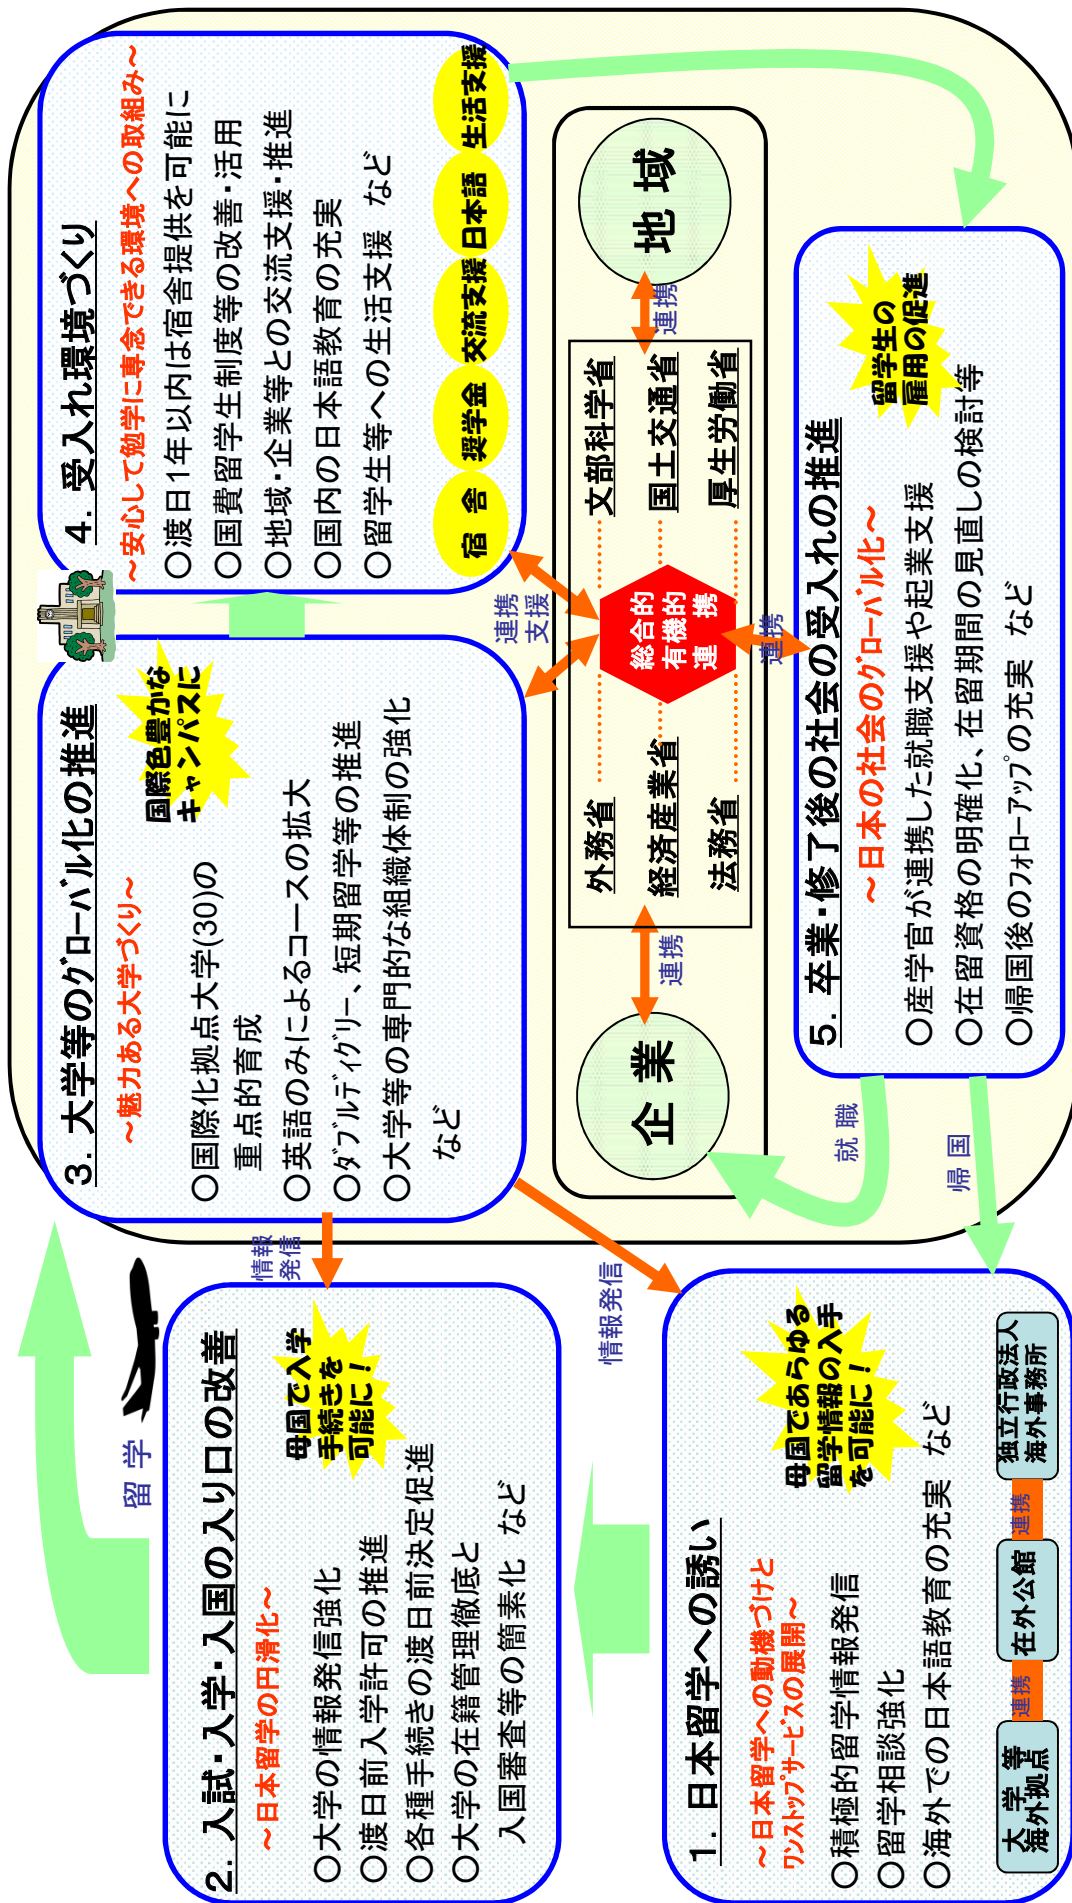 1. 日本留学への誘い
～日本留学への動機づけと
ワンストップサービスの展開～
○積極的留学情報発信
○留学相談強化
○海外での日本語教育の充実 など
母国であらゆる
留学情報の入手
を可能に！
大学等
海外拠点
連携
在外公館
連携
独立行政法人
海外事務所
2. 入試・入学・入国の入り口の改善
～日本留学の円滑化～
○大学の情報発信強化
○渡日前入学許可の推進
○各種手続きの渡日前決定促進
○大学の在籍管理徹底と
入国審査等の簡素化 など
母国で入学
手続きを
可能に！
留学
情報
発信
情報発信
3. 大学等のグローバル化の推進
～魅力ある大学づくり～
国際色豊かな
キャンパスに
○国際化拠点大学(30)の
重点的育成
○英語のみによるコースの拡大
○ダブルディグリー、短期留学等の推進
○大学等の専門的な組織体制の強化
など
4. 受入れ環境づくり
～安心して勉学に専念できる環境への取組み～
○渡日1年以内は宿舎提供を可能に
○国費留学生制度等の改善・活用
○地域・企業等との交流支援・推進
○国内の日本語教育の充実
○留学生等への生活支援 など
宿舎
奨学金
交流支援
日本語
生活支援
連携
支援
企業
連携
外務省
経済産業省
法務省
総合的
有機的
連携
文部科学省
国土交通省
厚生労働省
連携
地域
連携
5. 卒業・修了後の社会の受入れの推進
～日本の社会のグローバル化～
○産学官が連携した就職支援や起業支援
○在留資格の明確化、在留期間の見直しの検討等
○帰国後のフォローアップの充実 など
留学生の
雇用の促進
就職
帰国